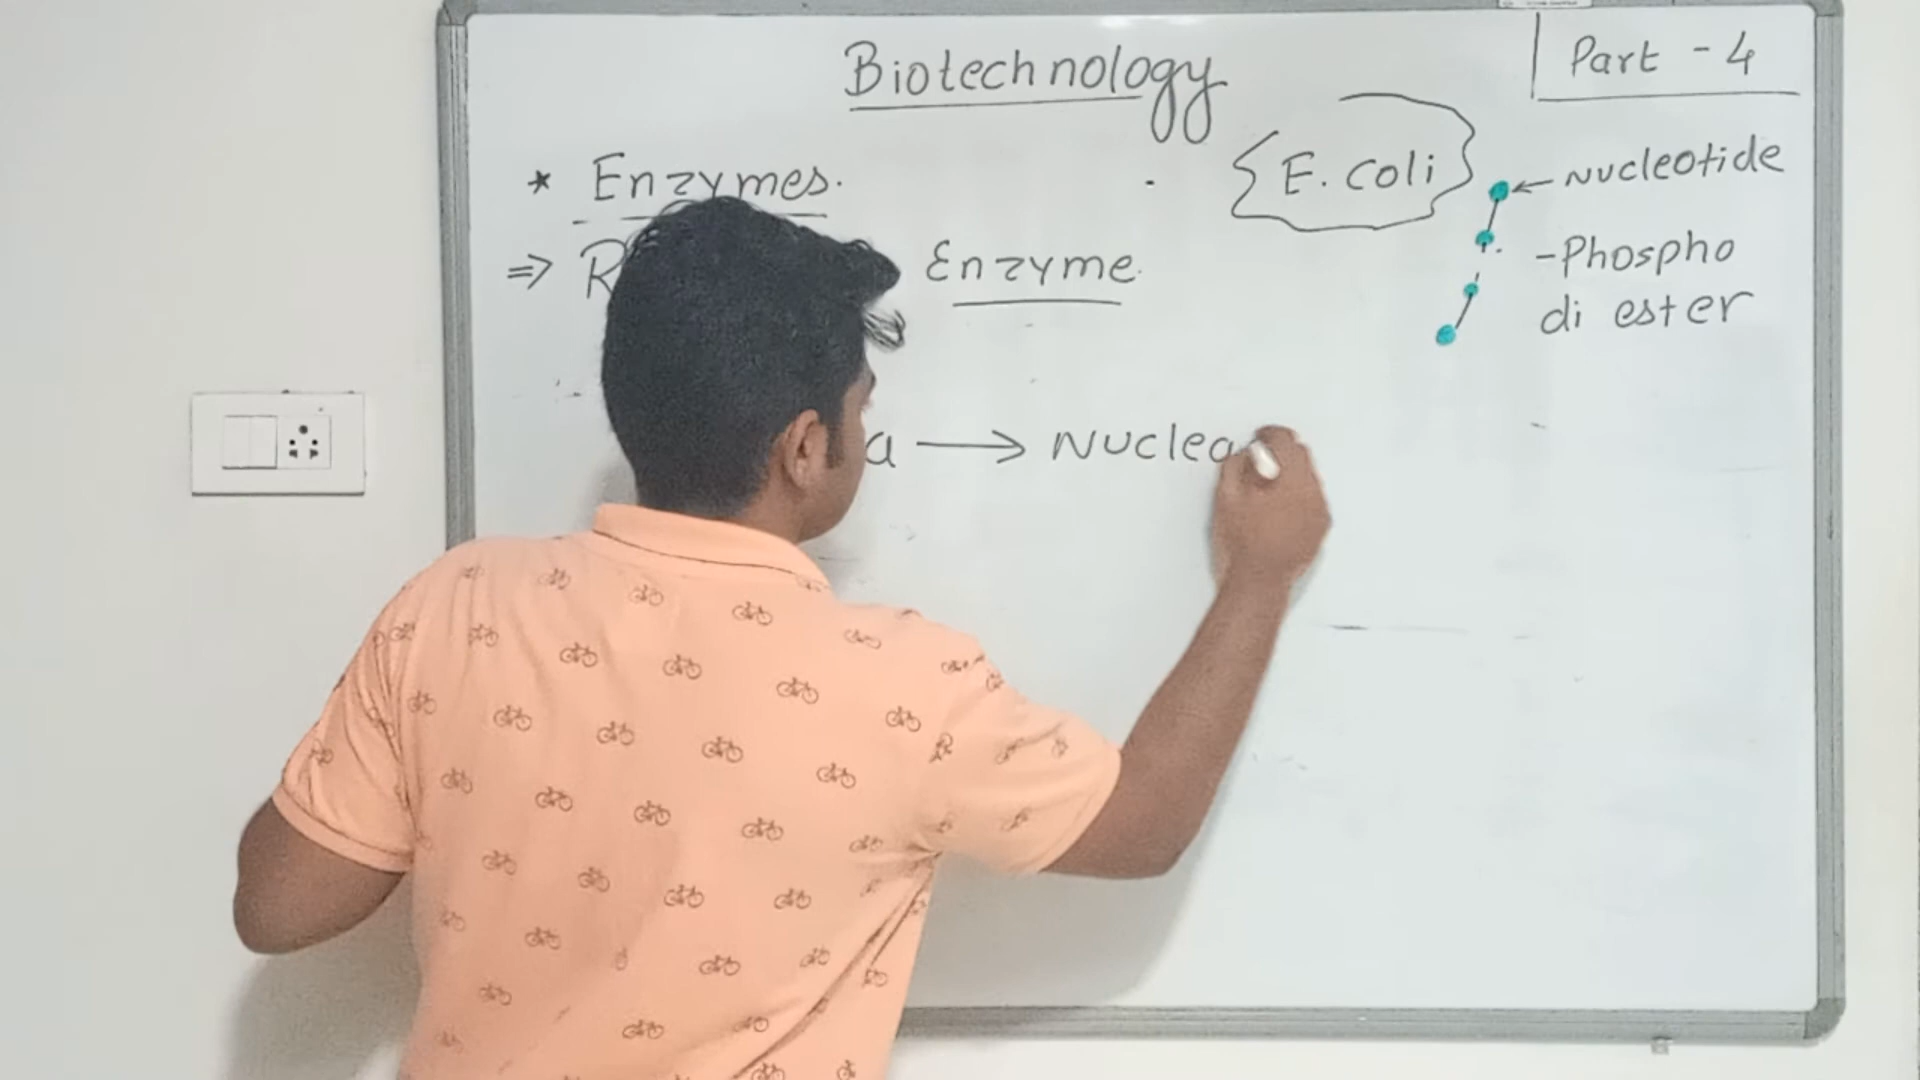 Biotechnology
Part - 4
* Enzymes.
{E. coli}
← Nucleotide
⇒ R Enzyme
- Phospho
di ester
a → Nuclea